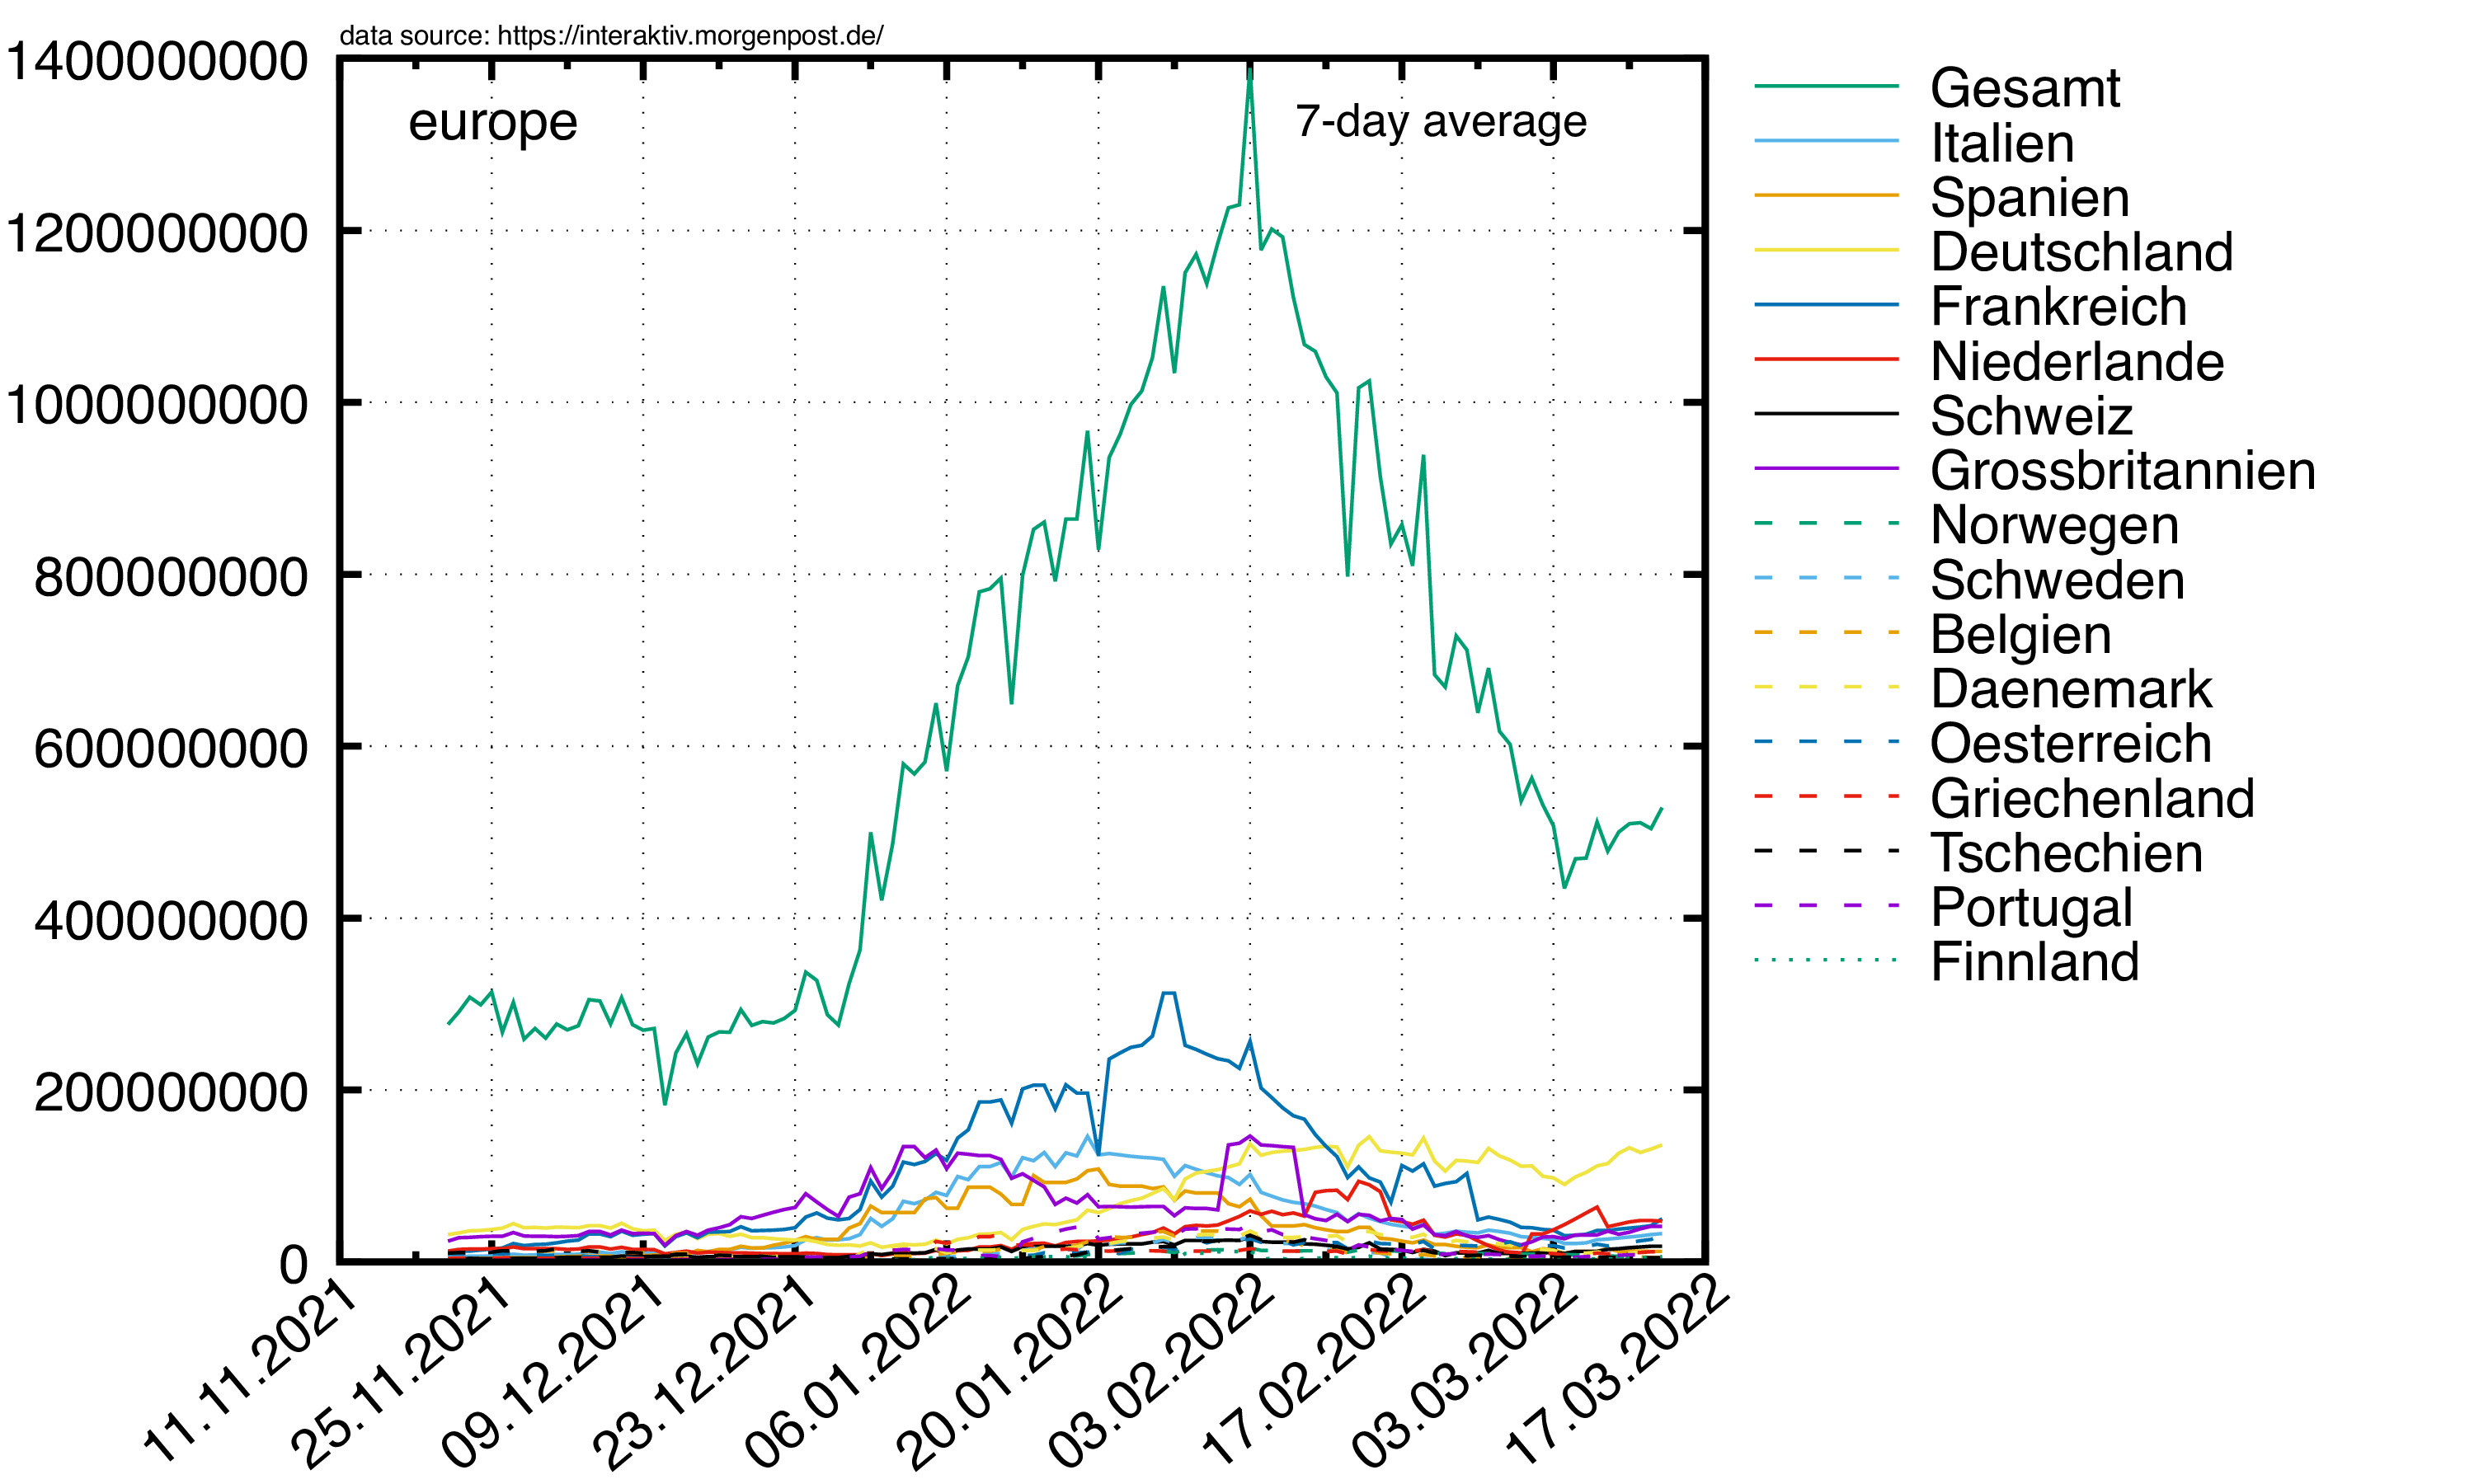 data source: https://interaktiv.morgenpost.de/
europe
7-day average
1400000000
1200000000
1000000000
800000000
600000000
400000000
200000000
0
11.11.2021
25.11.2021
09.12.2021
23.12.2021
06.01.2022
20.01.2022
03.02.2022
17.02.2022
03.03.2022
17.03.2022
Gesamt
Italien
Spanien
Deutschland
Frankreich
Niederlande
Schweiz
Grossbritannien
Norwegen
Schweden
Belgien
Daenemark
Oesterreich
Griechenland
Tschechien
Portugal
Finnland